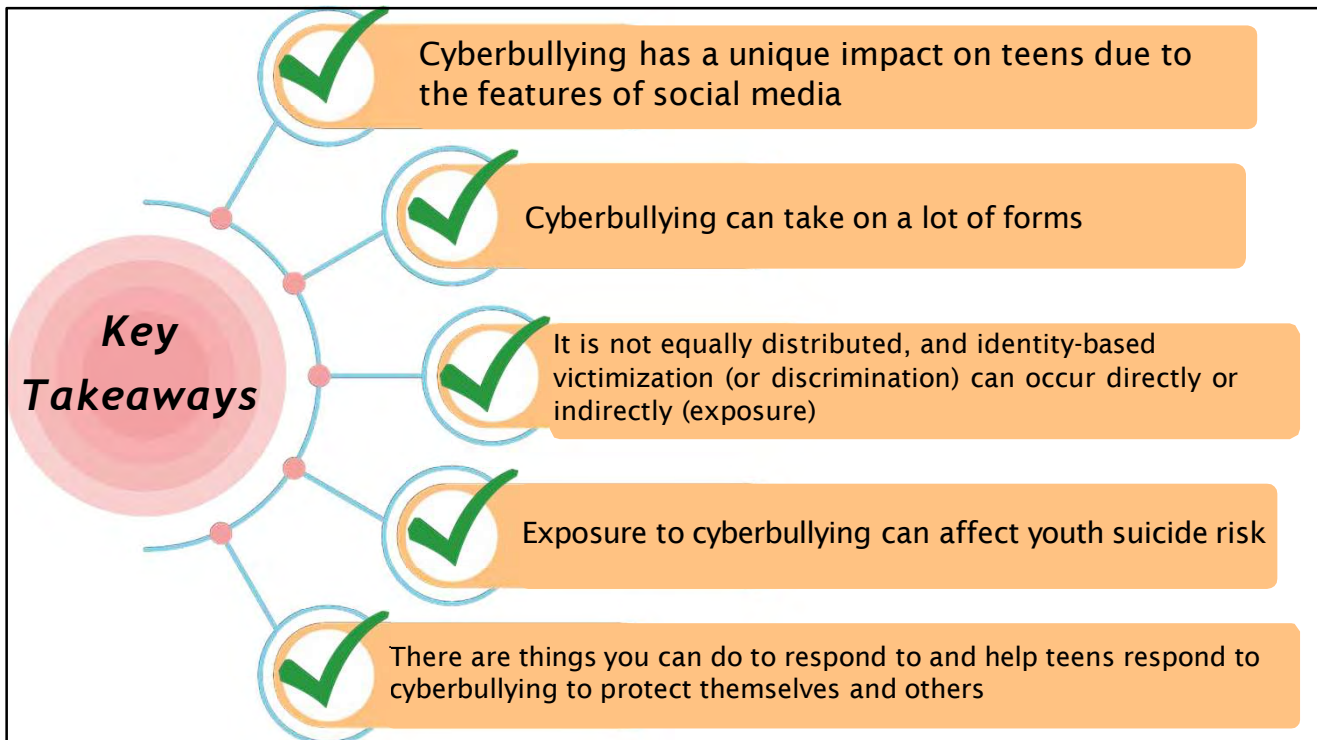 Cyberbullying has a unique impact on teens due to
the features of social media
Cyberbullying can take on a lot of forms
Key
Takeaways
It is not equally distributed, and identity-based
victimization (or discrimination) can occur directly or
indirectly (exposure)
Exposure to cyberbullying can affect youth suicide risk
There are things you can do to respond to and help teens respond to
cyberbullying to protect themselves and others